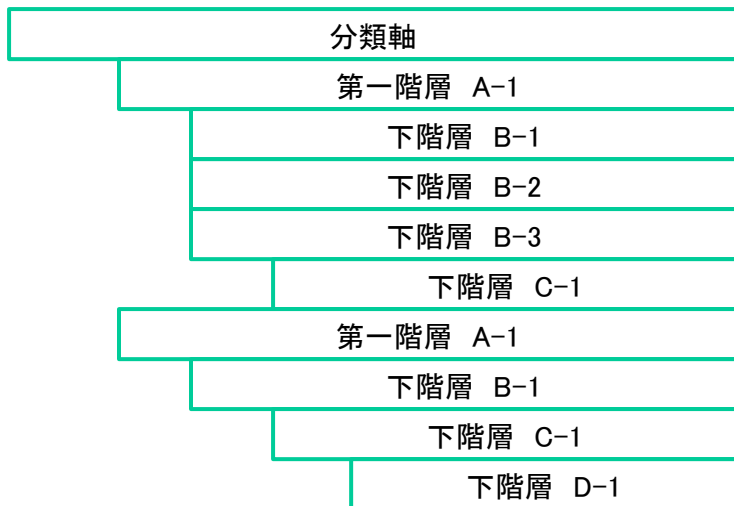 分類軸
第一階層 A-1
下階層 B-1
下階層 B-2
下階層 B-3
下階層 C-1
第一階層 A-1
下階層 B-1
下階層 C-1
下階層 D-1